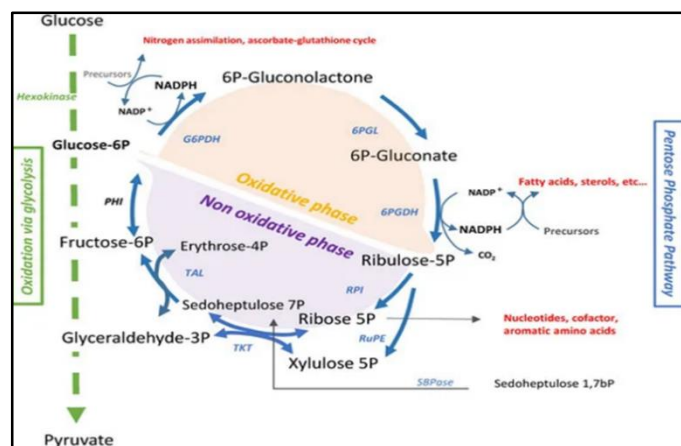 Glucose
Nitrogen assimilation, ascorbate-glutathione cycle
Precursors
NADPH
6P-Gluconolactone
Hexokinase
NADP+
Glucose-6P
G6PDH
6PGL
6P-Gluconate
Oxidative phase
Non oxidative phase
6PGDH
NADP+
Fatty acids, sterols, etc...
NADPH
Precursors
CO2
PHI
Fructose-6P
Erythrose-4P
Ribulose-5P
TAL
RPI
Sedoheptulose 7P
Ribose 5P
Nucleotides, cofactor,
aromatic amino acids
Glyceraldehyde-3P
RuPE
TKT
Xylulose 5P
SBPase
Sedoheptulose 1,7bP
Pyruvate
Oxidation via glycolysis
Pentose Phosphate Pathway